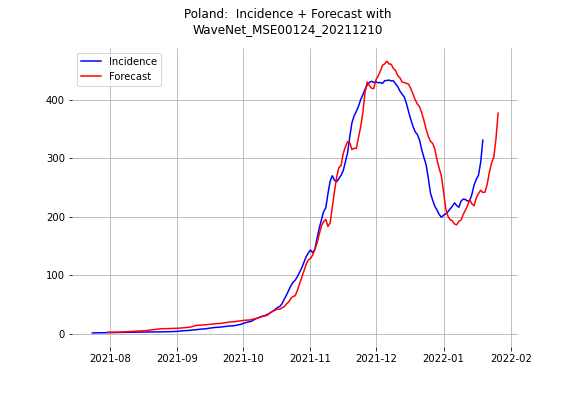 Poland:  Incidence + Forecast with
WaveNet_MSE00124_20211210
Incidence
Forecast
400
300
200
100
0
2021-08 2021-09 2021-10 2021-11 2021-12 2022-01 2022-02